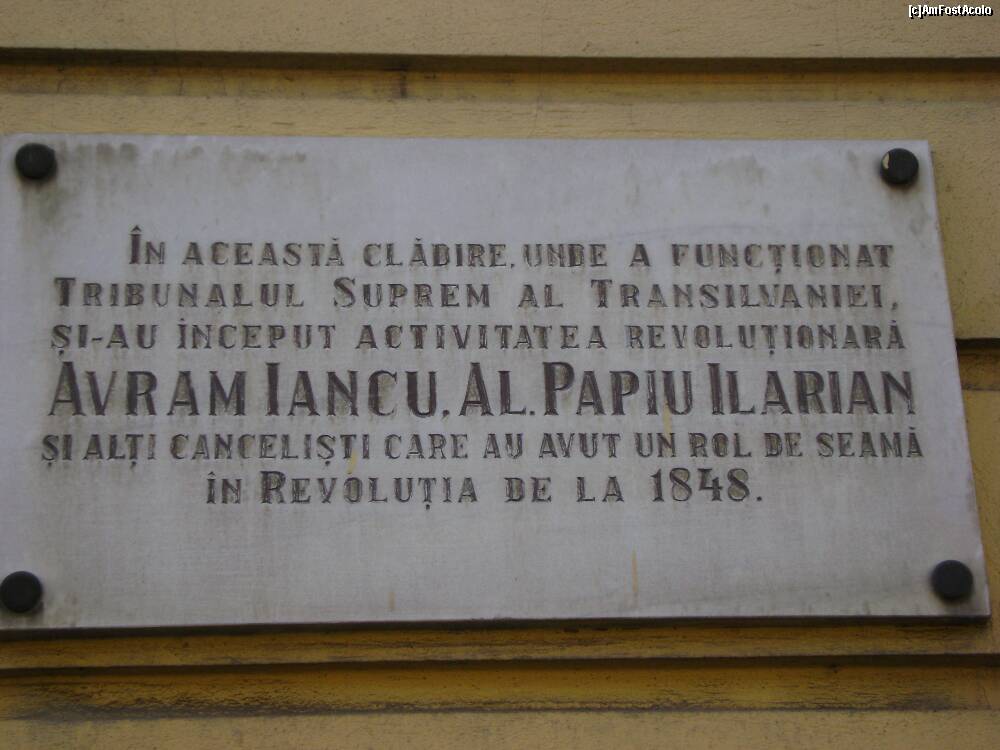 [c]AmFostAcolo
În această clădire, unde a funcționat
Tribunalul Suprem al Transilvaniei,
și-au început activitatea revoluționară
Avram Iancu, Al. Papiu Ilarian
și alți canceliști care au avut un rol de seamă
în Revoluția de la 1848.